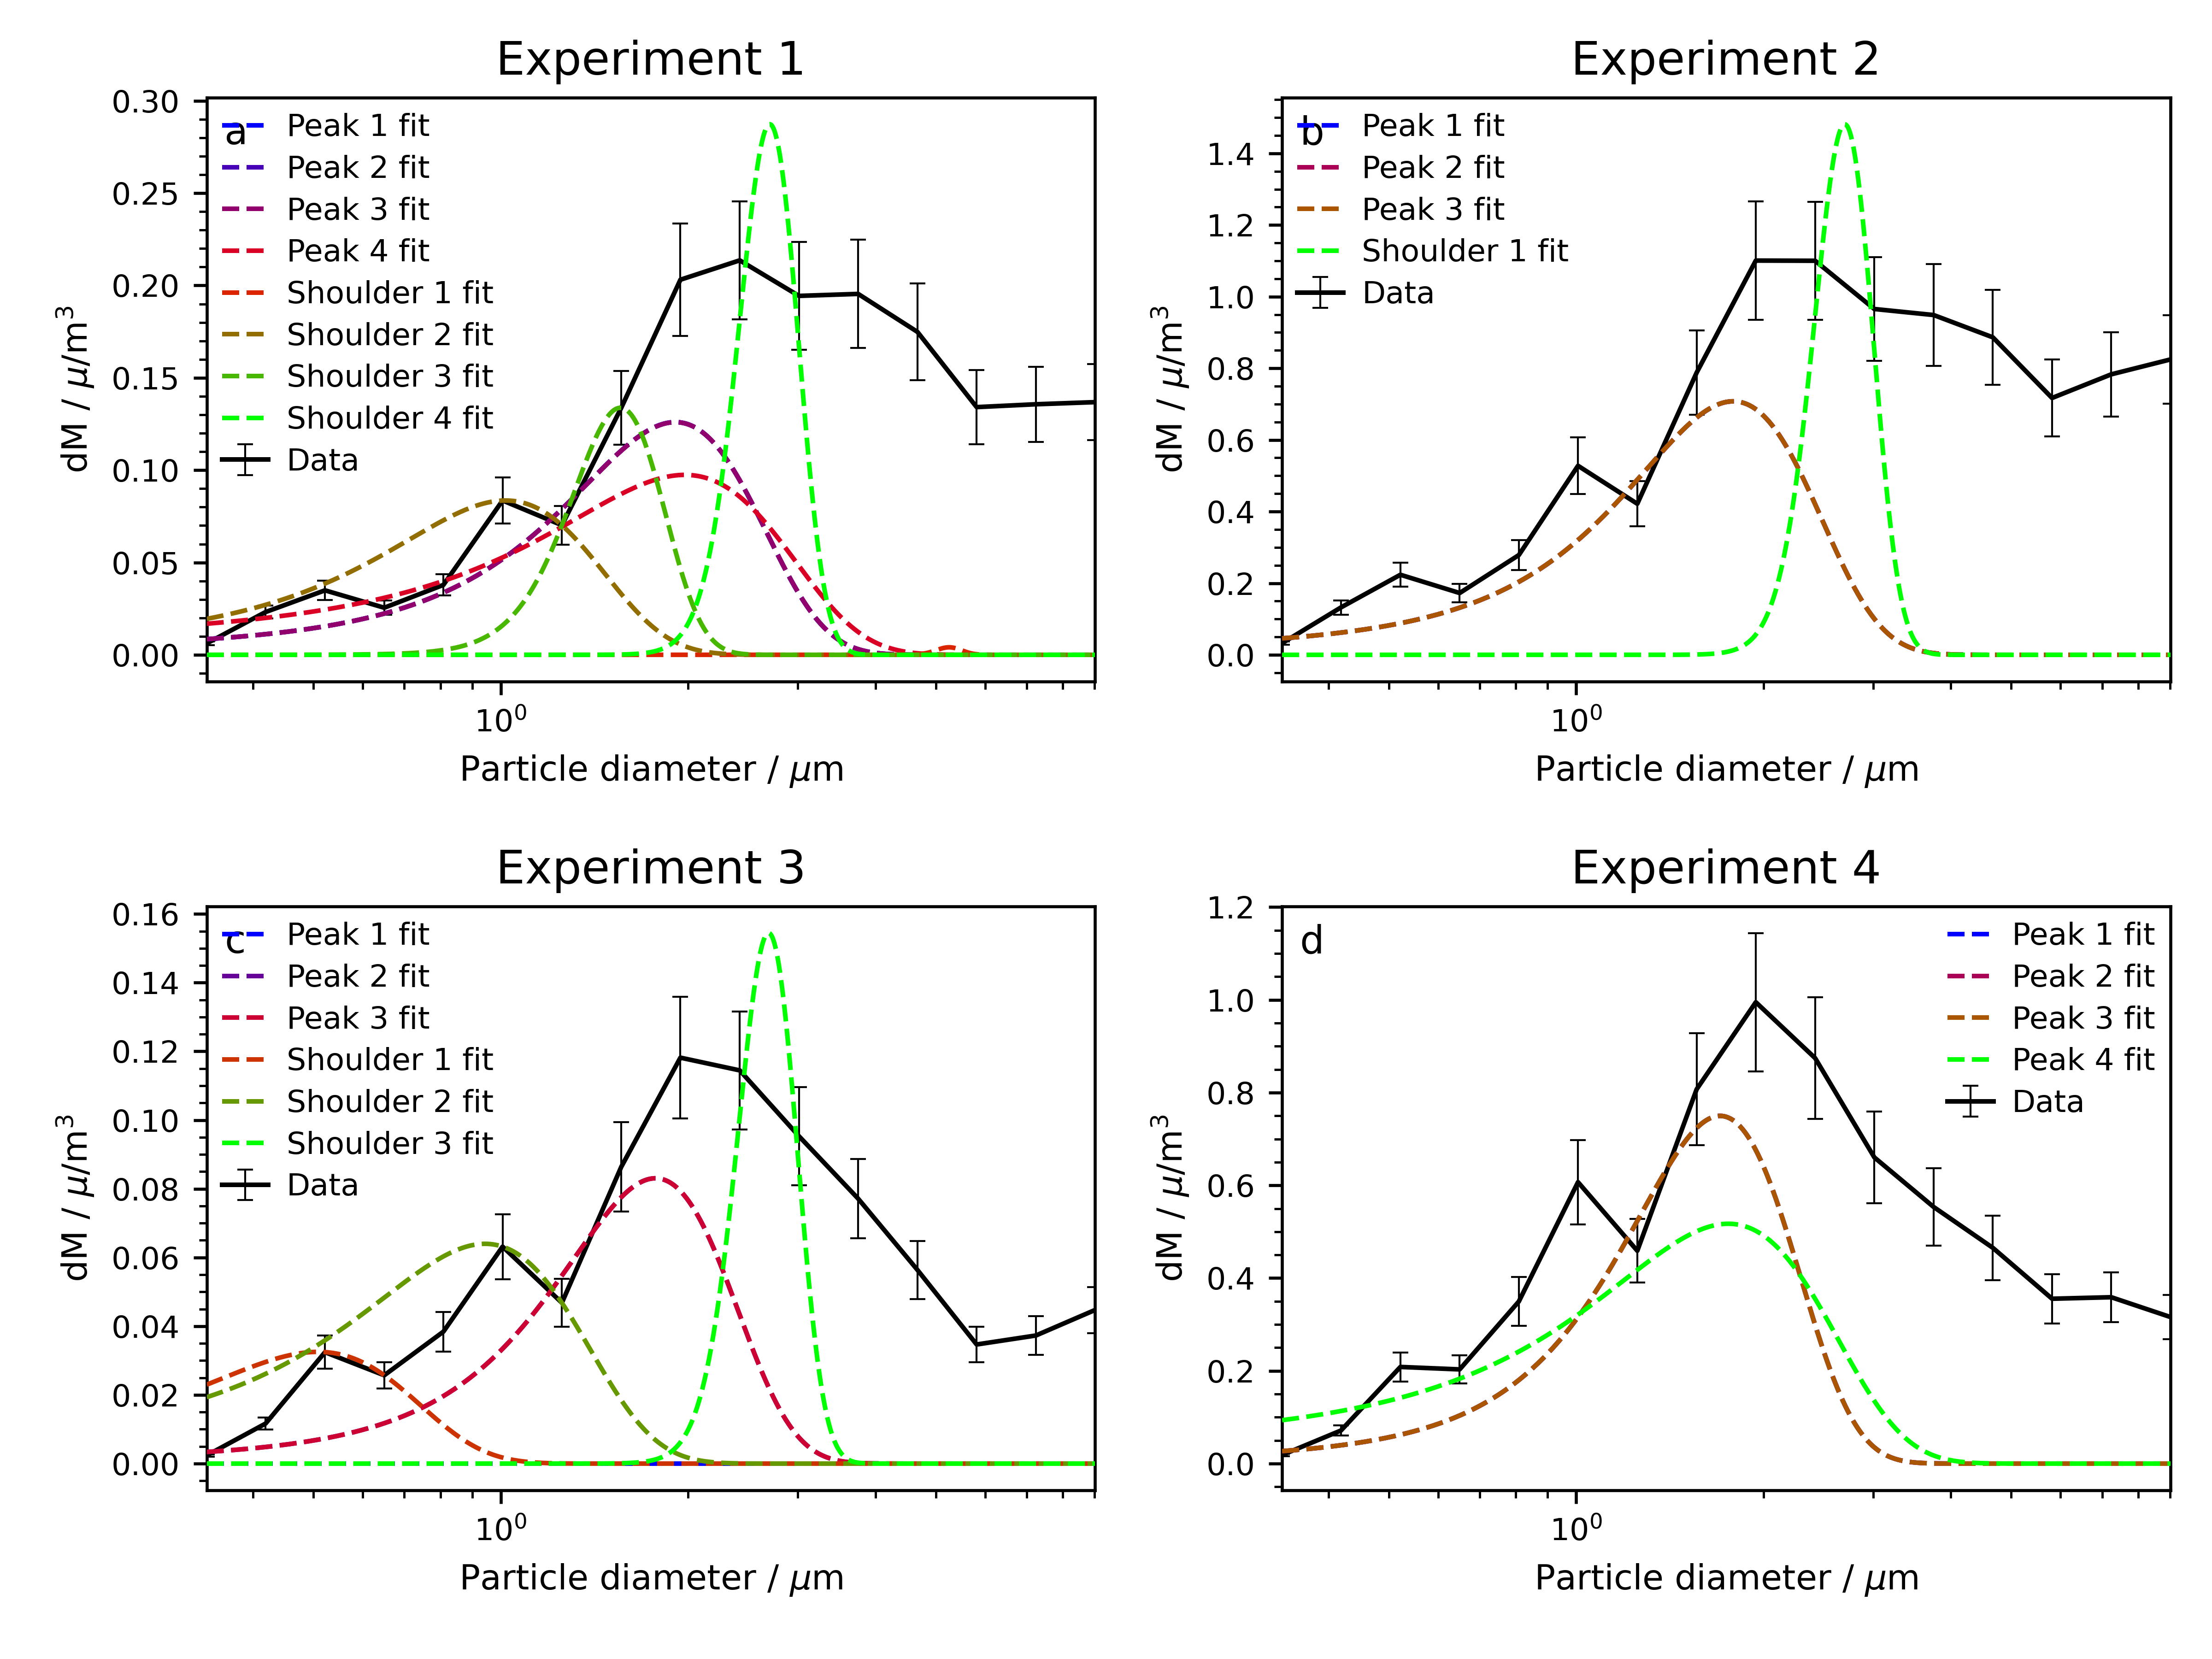 Experiment 1
a
Peak 1 fit
Peak 2 fit
Peak 3 fit
Peak 4 fit
Shoulder 1 fit
Shoulder 2 fit
Shoulder 3 fit
Shoulder 4 fit
Data
0.30
0.25
0.20
0.15
0.10
0.05
0.00
dM / μ/m³
10⁰
Particle diameter / μm
Experiment 2
b
Peak 1 fit
Peak 2 fit
Peak 3 fit
Shoulder 1 fit
Data
1.4
1.2
1.0
0.8
0.6
0.4
0.2
0.0
dM / μ/m³
10⁰
Particle diameter / μm
Experiment 3
c
Peak 1 fit
Peak 2 fit
Peak 3 fit
Shoulder 1 fit
Shoulder 2 fit
Shoulder 3 fit
Data
0.16
0.14
0.12
0.10
0.08
0.06
0.04
0.02
0.00
dM / μ/m³
10⁰
Particle diameter / μm
Experiment 4
d
Peak 1 fit
Peak 2 fit
Peak 3 fit
Peak 4 fit
Data
1.2
1.0
0.8
0.6
0.4
0.2
0.0
dM / μ/m³
10⁰
Particle diameter / μm